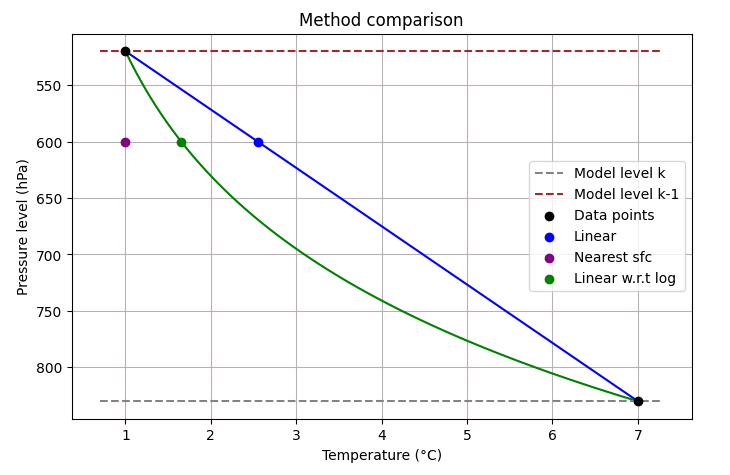 Method comparison
Pressure level (hPa)
550
600
650
700
750
800
Model level k
Model level k-1
Data points
Linear
Nearest sfc
Linear w.r.t log
1 2 3 4 5 6 7
Temperature (°C)